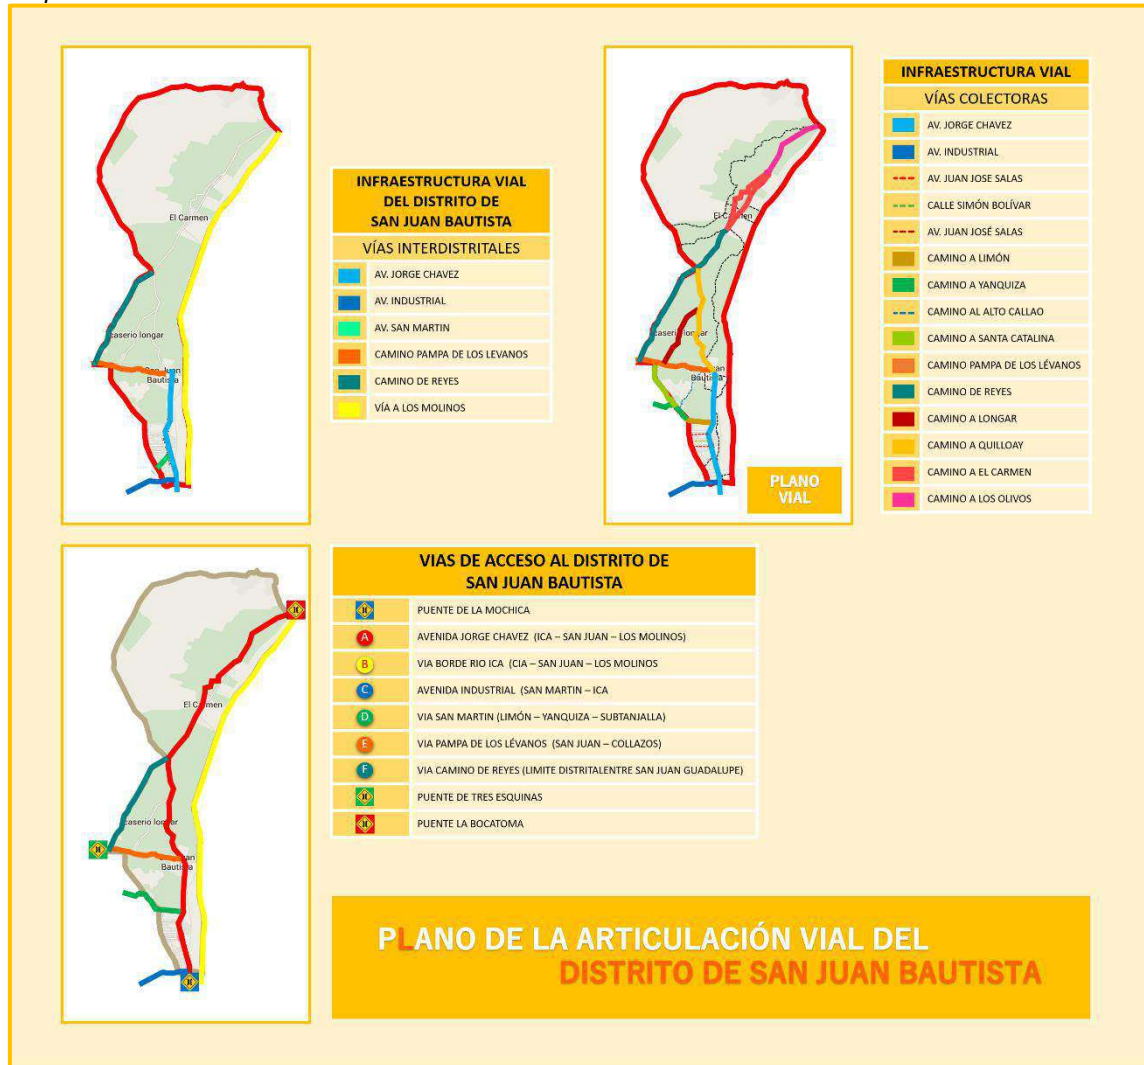 El Carmen
caserio longar
San Juan
Bautista
INFRAESTRUCTURA VIAL
DEL DISTRITO DE
SAN JUAN BAUTISTA
VÍAS INTERDISTRITALES
AV. JORGE CHAVEZ
AV. INDUSTRIAL
AV. SAN MARTIN
CAMINO PAMPA DE LOS LEVANOS
CAMINO DE REYES
VÍA A LOS MOLINOS
El Carmen
Bautista
PLANO
VIAL
INFRAESTRUCTURA VIAL
VÍAS COLECTORAS
AV. JORGE CHAVEZ
AV. INDUSTRIAL
AV. JUAN JOSE SALAS
CALLE SIMÓN BOLÍVAR
AV. JUAN JOSÉ SALAS
CAMINO A LIMÓN
CAMINO A YANQUIZA
CAMINO AL ALTO CALLAO
CAMINO A SANTA CATALINA
CAMINO PAMPA DE LOS LÉVANOS
CAMINO DE REYES
CAMINO A LONGAR
CAMINO A QUILLOAY
CAMINO A EL CARMEN
CAMINO A LOS OLIVOS
El Carmen
caserio longar
Bautista
VIAS DE ACCESO AL DISTRITO DE
SAN JUAN BAUTISTA
PUENTE DE LA MOCHICA
A AVENIDA JORGE CHAVEZ (ICA – SAN JUAN – LOS MOLINOS)
B VIA BORDE RIO ICA (CIA – SAN JUAN – LOS MOLINOS
C AVENIDA INDUSTRIAL (SAN MARTIN – ICA
D VIA SAN MARTIN (LIMÓN – YANQUIZA – SUBTANJALLA)
E VIA PAMPA DE LOS LÉVANOS (SAN JUAN – COLLAZOS)
F VIA CAMINO DE REYES (LIMITE DISTRITALENTRE SAN JUAN GUADALUPE)
PUENTE DE TRES ESQUINAS
PUENTE LA BOCATOMA
PLANO DE LA ARTICULACIÓN VIAL DEL
DISTRITO DE SAN JUAN BAUTISTA